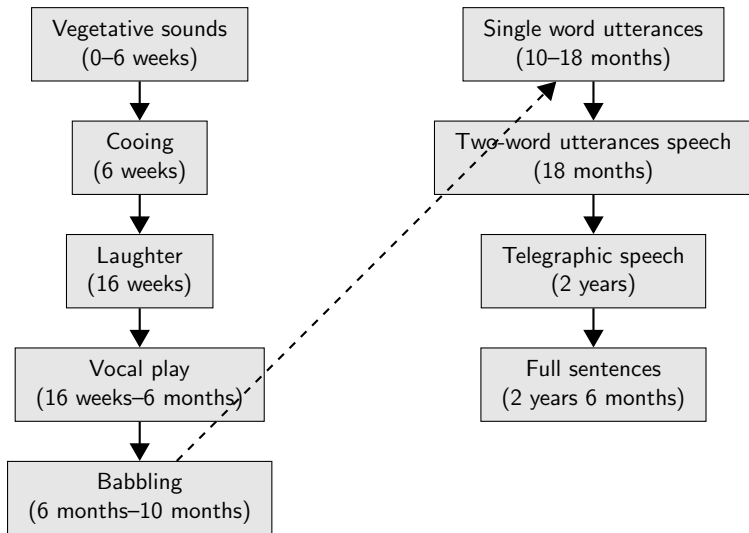 Vegetative sounds
(0–6 weeks)
Cooing
(6 weeks)
Laughter
(16 weeks)
Vocal play
(16 weeks–6 months)
Babbling
(6 months–10 months)
Single word utterances
(10–18 months)
Two-word utterances speech
(18 months)
Telegraphic speech
(2 years)
Full sentences
(2 years 6 months)